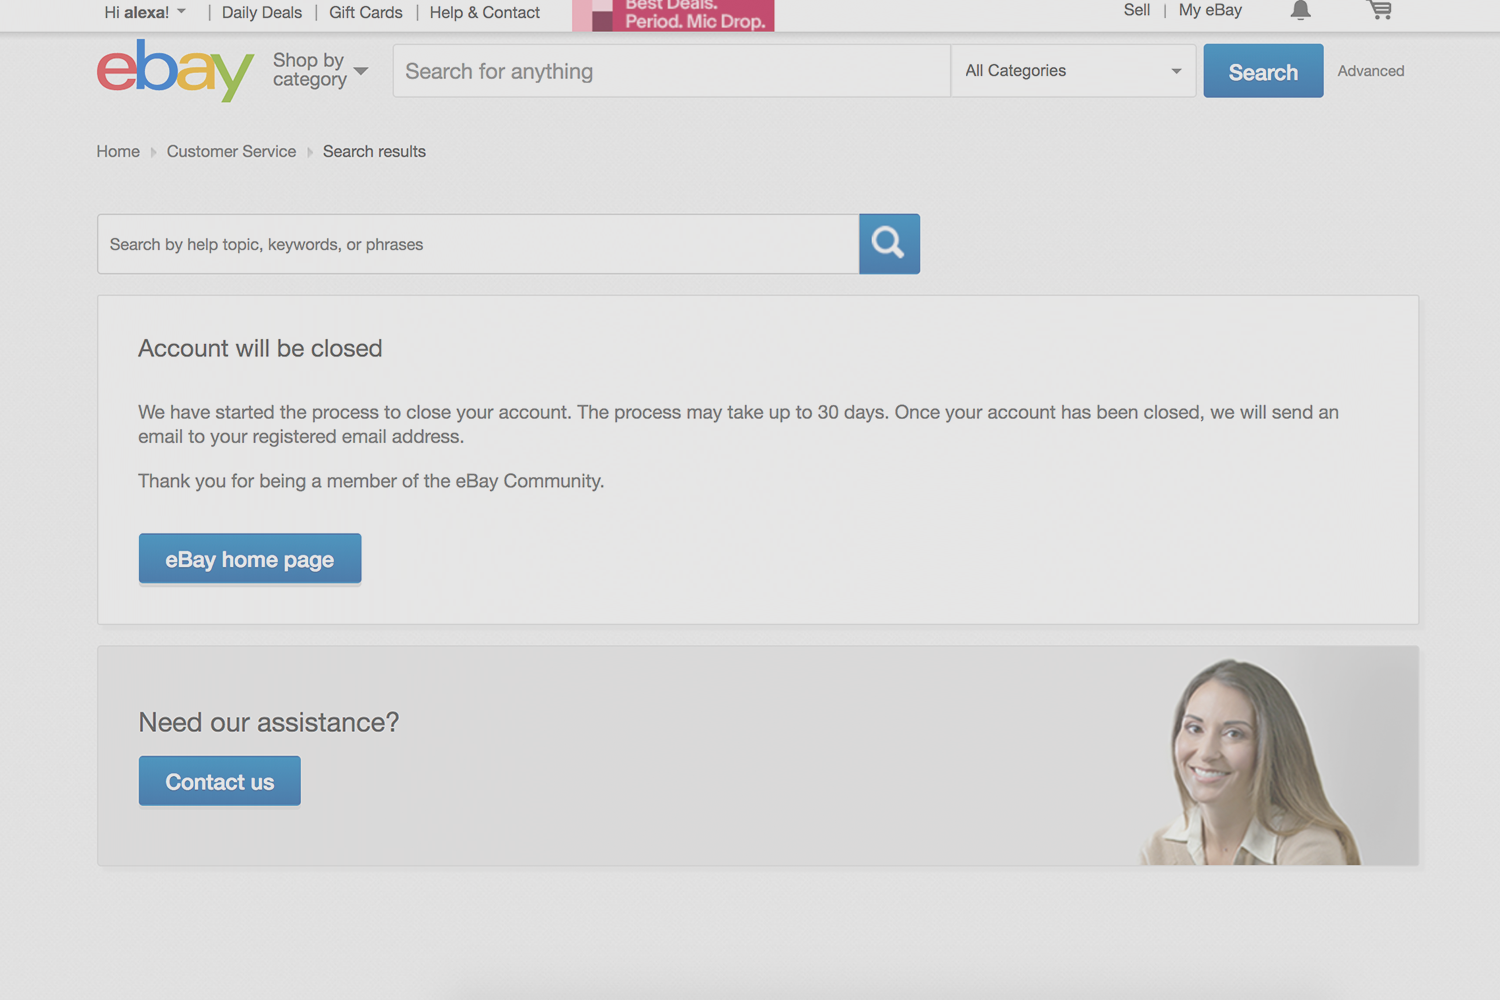 Hi alexa! | Daily Deals | Gift Cards | Help & Contact
Best Deals.
Period. Mic Drop.
Sell | My eBay
ebay
Shop by
category
Search for anything
All Categories
Search
Advanced
Home Customer Service Search results
Search by help topic, keywords, or phrases
Account will be closed
We have started the process to close your account. The process may take up to 30 days. Once your account has been closed, we will send an
email to your registered email address.
Thank you for being a member of the eBay Community.
eBay home page
Need our assistance?
Contact us